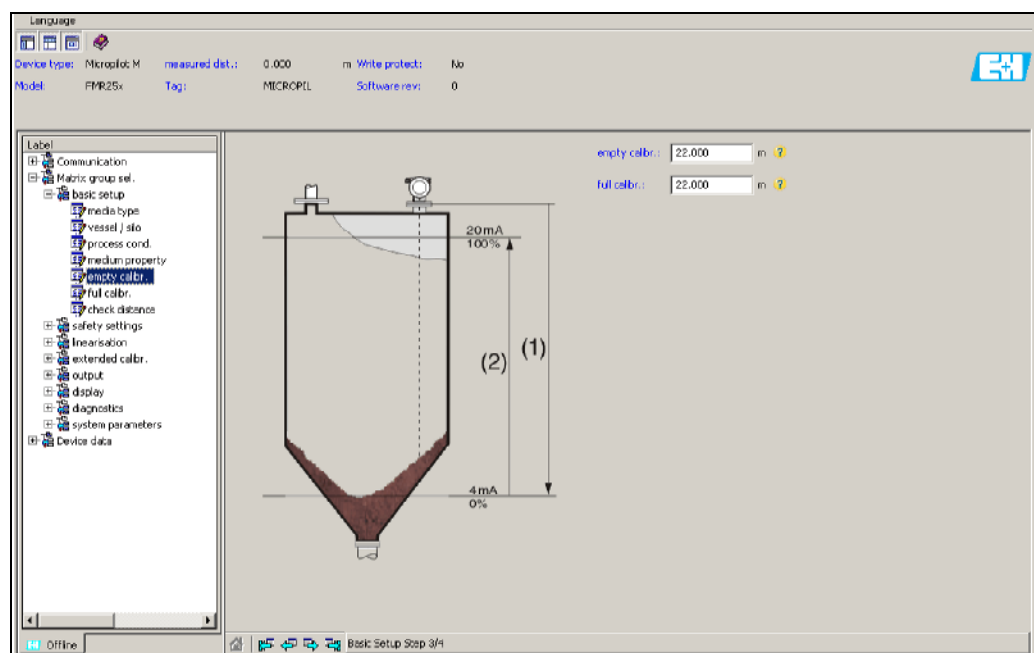 Language
Device type: Micropilot M measured dist.: 0.000 m Write protect: No
Model: FMR25x Tag: MICROPIL Software rev: 0
E+H
Label
Communication
Matrix group sel.
basic setup
media type
vessel / silo
process cond.
medium property
empty calibr.
full calibr.
check distance
safety settings
linearisation
extended calibr.
output
display
diagnostics
system parameters
Device data
empty calibr.: 22.000 m ?
full calibr.: 22.000 m ?
20mA
100%
(2)
(1)
4mA
0%
Offline
Basic Setup Step 3/4